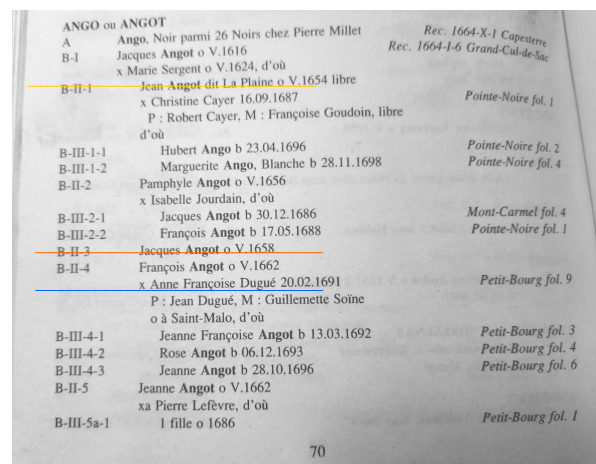 ANGO ou ANGOT
A Ango, Noir parmi 26 Noirs chez Pierre Millet Rec. 1664-X-1 Capesterre
B-I Jacques Angot o V.1616 Rec. 1664-I-6 Grand-Cul-de-Sac
x Marie Sergent o V.1624, d'où
B-II-1 Jean Angot dit La Plaine o V.1654 libre
x Christine Cayer 16.09.1687 Pointe-Noire fol. 1
P : Robert Cayer, M : Françoise Goudoin, libre
d'où
B-III-1-1 Hubert Ango b 23.04.1696 Pointe-Noire fol. 2
B-III-1-2 Marguerite Ango, Blanche b 28.11.1698 Pointe-Noire fol. 4
B-II-2 Pamphyle Angot o V.1656
x Isabelle Jourdain, d'où
B-III-2-1 Jacques Angot b 30.12.1686 Mont-Carmel fol. 4
B-III-2-2 François Angot b 17.05.1688 Pointe-Noire fol. 1
B-II-3 Jacques Angot o V.1658
B-II-4 François Angot o V.1662
x Anne Françoise Dugué 20.02.1691 Petit-Bourg fol. 9
P : Jean Dugué, M : Guillemette Soïne
o à Saint-Malo, d'où
B-III-4-1 Jeanne Françoise Angot b 13.03.1692 Petit-Bourg fol. 3
B-III-4-2 Rose Angot b 06.12.1693 Petit-Bourg fol. 4
B-III-4-3 Jeanne Angot b 28.10.1696 Petit-Bourg fol. 6
B-II-5 Jeanne Angot o V.1662
xa Pierre Lefèvre, d'où
B-III-5a-1 1 fille o 1686 Petit-Bourg fol. 1
70